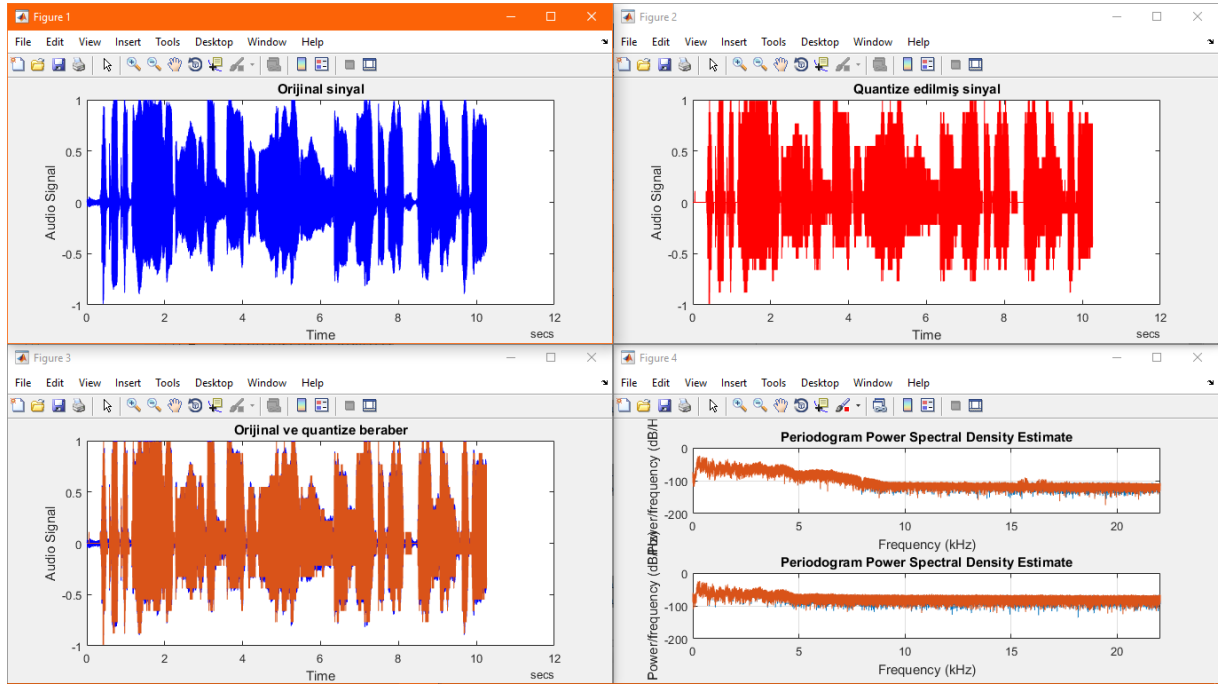 Figure 1
File Edit View Insert Tools Desktop Window Help
Orijinal sinyal
Audio Signal
1
0.5
0
-0.5
-1
0 2 4 6 8 10 12
Time
secs
Figure 2
File Edit View Insert Tools Desktop Window Help
Quantize edilmiş sinyal
Audio Signal
1
0.5
0
-0.5
-1
0 2 4 6 8 10 12
Time
secs
Figure 3
File Edit View Insert Tools Desktop Window Help
Orijinal ve quantize beraber
Audio Signal
1
0.5
0
-0.5
-1
0 2 4 6 8 10 12
Time
secs
Figure 4
File Edit View Insert Tools Desktop Window Help
Periodogram Power Spectral Density Estimate
Power/frequency (dB/H
0
-100
-200
0 5 10 15 20
Frequency (kHz)
Periodogram Power Spectral Density Estimate
Power/frequency
0
-100
-200
0 5 10 15 20
Frequency (kHz)